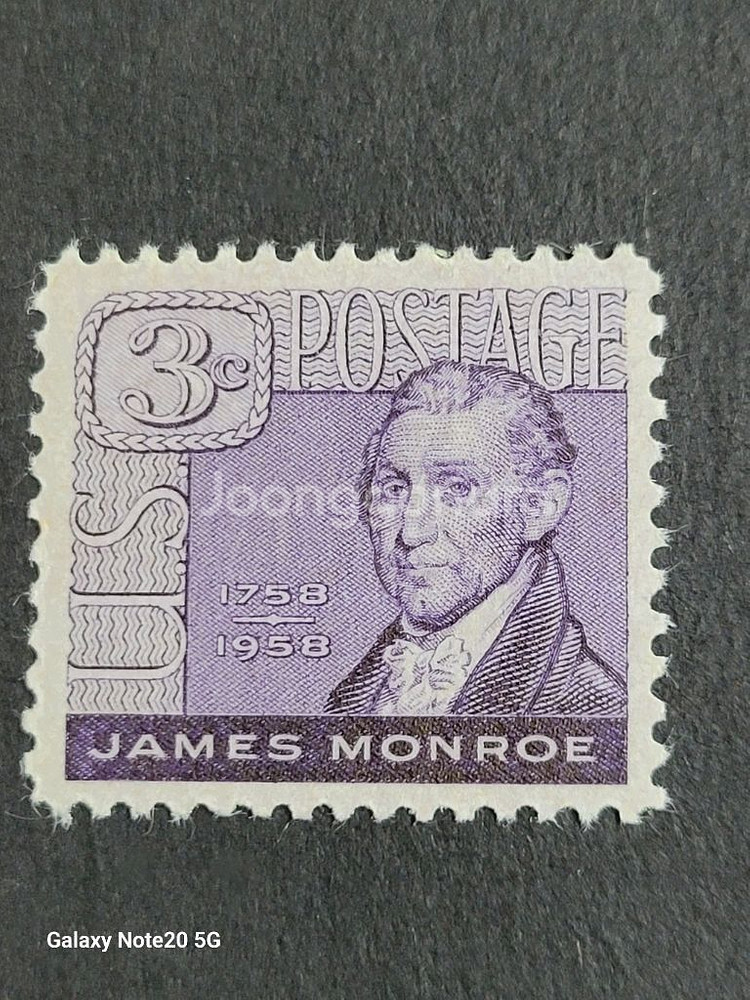 3c
POSTAGE
U.S.
1758
1958
JAMES MONROE
Galaxy Note20 5G